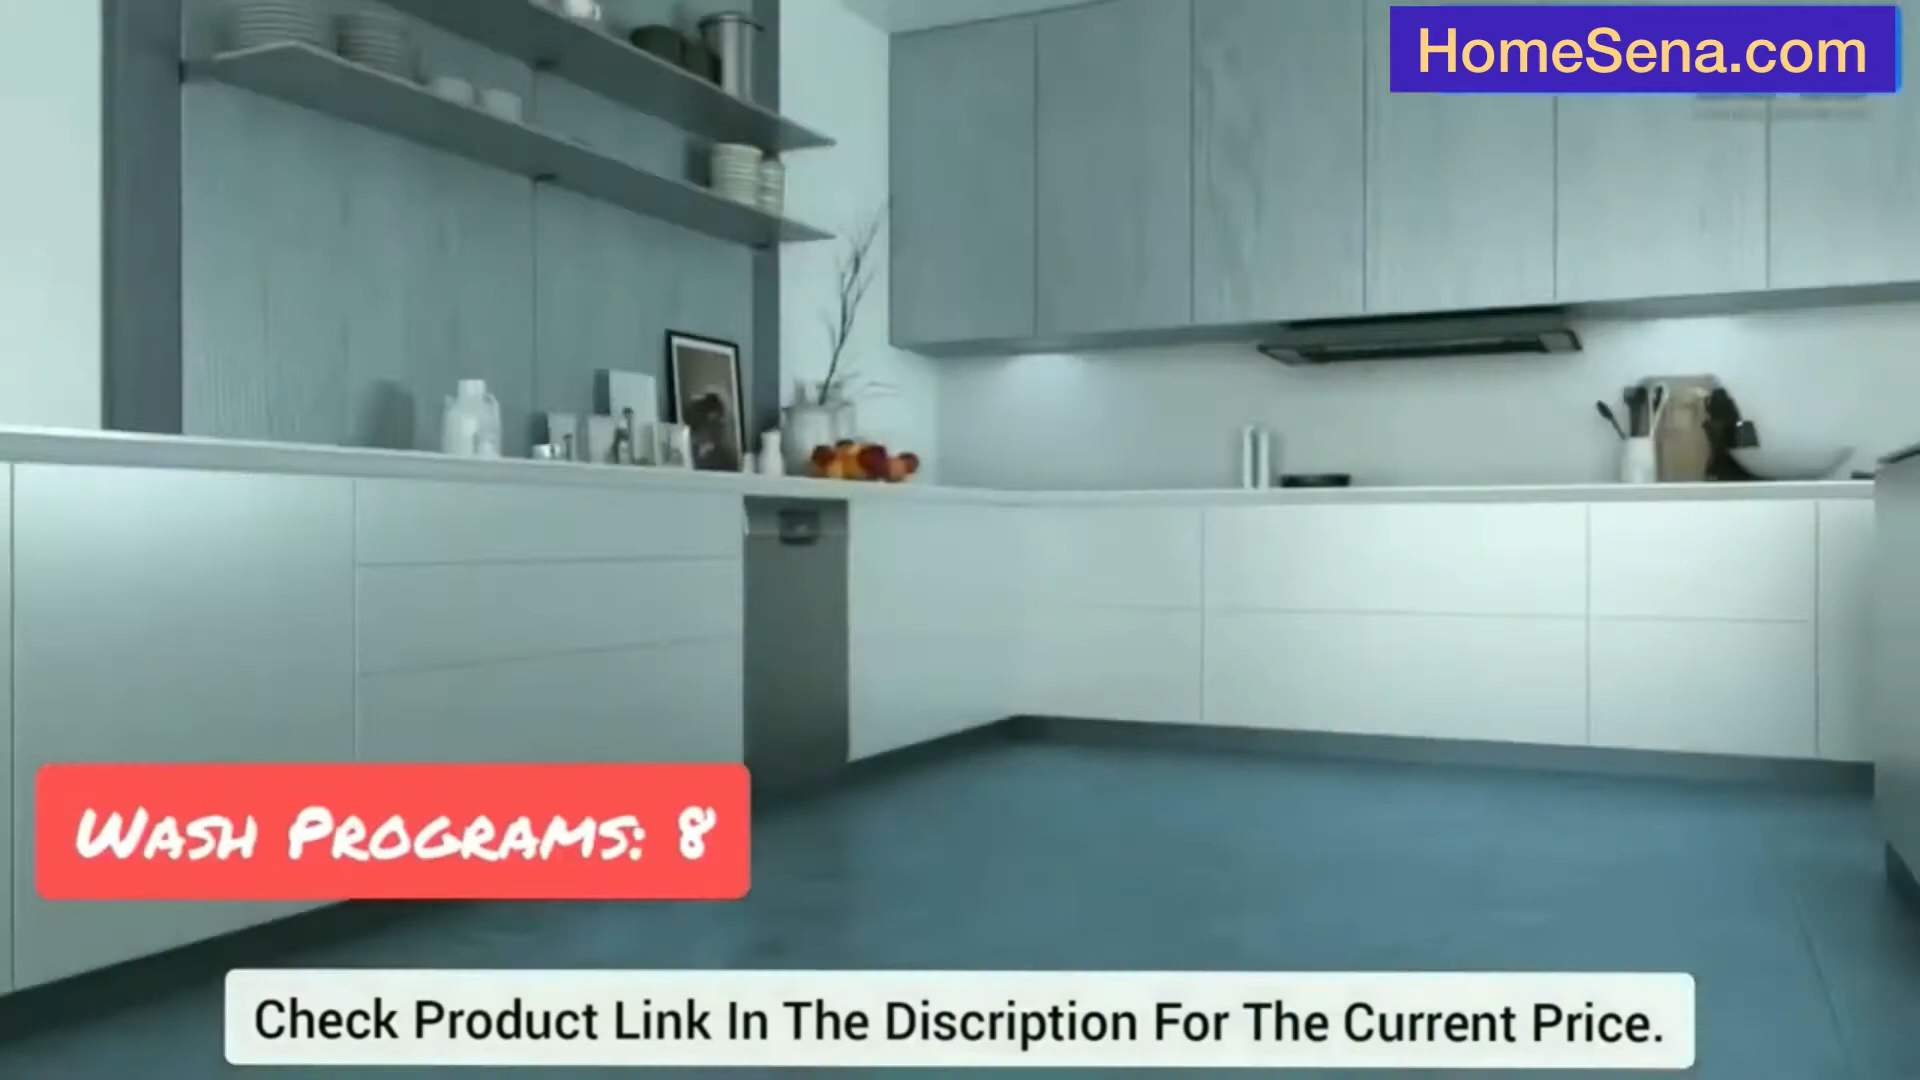 HomeSena.com
Wash Programs: 8
Check Product Link In The Discription For The Current Price.